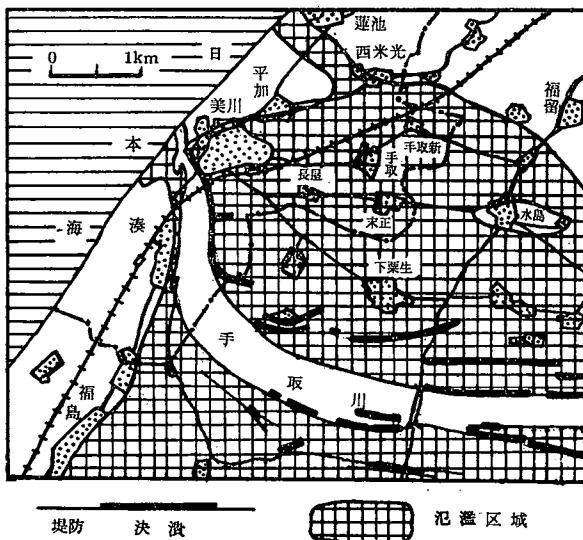 蓮池
西米光
0 1km
日本海
平加
美川
福留
手取新
手取
長屋
末正
水島
湊
下粟生
手取川
福島
堤防 決潰
氾濫区域